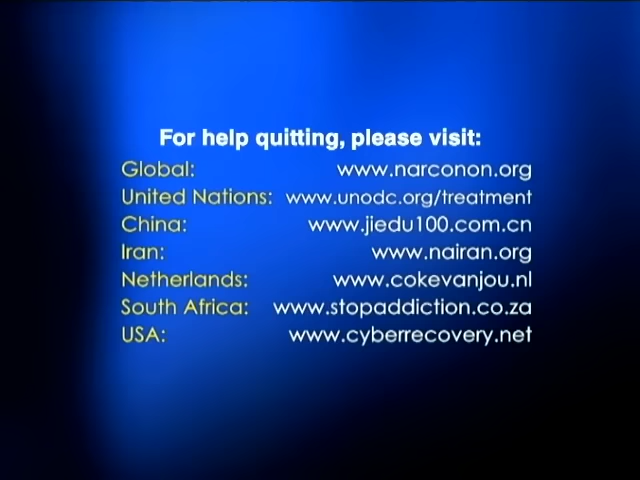 For help quitting, please visit:
Global: www.narconon.org
United Nations: www.unodc.org/treatment
China: www.jiedu100.com.cn
Iran: www.nairan.org
Netherlands: www.cokevanjou.nl
South Africa: www.stopaddiction.co.za
USA: www.cyberrecovery.net